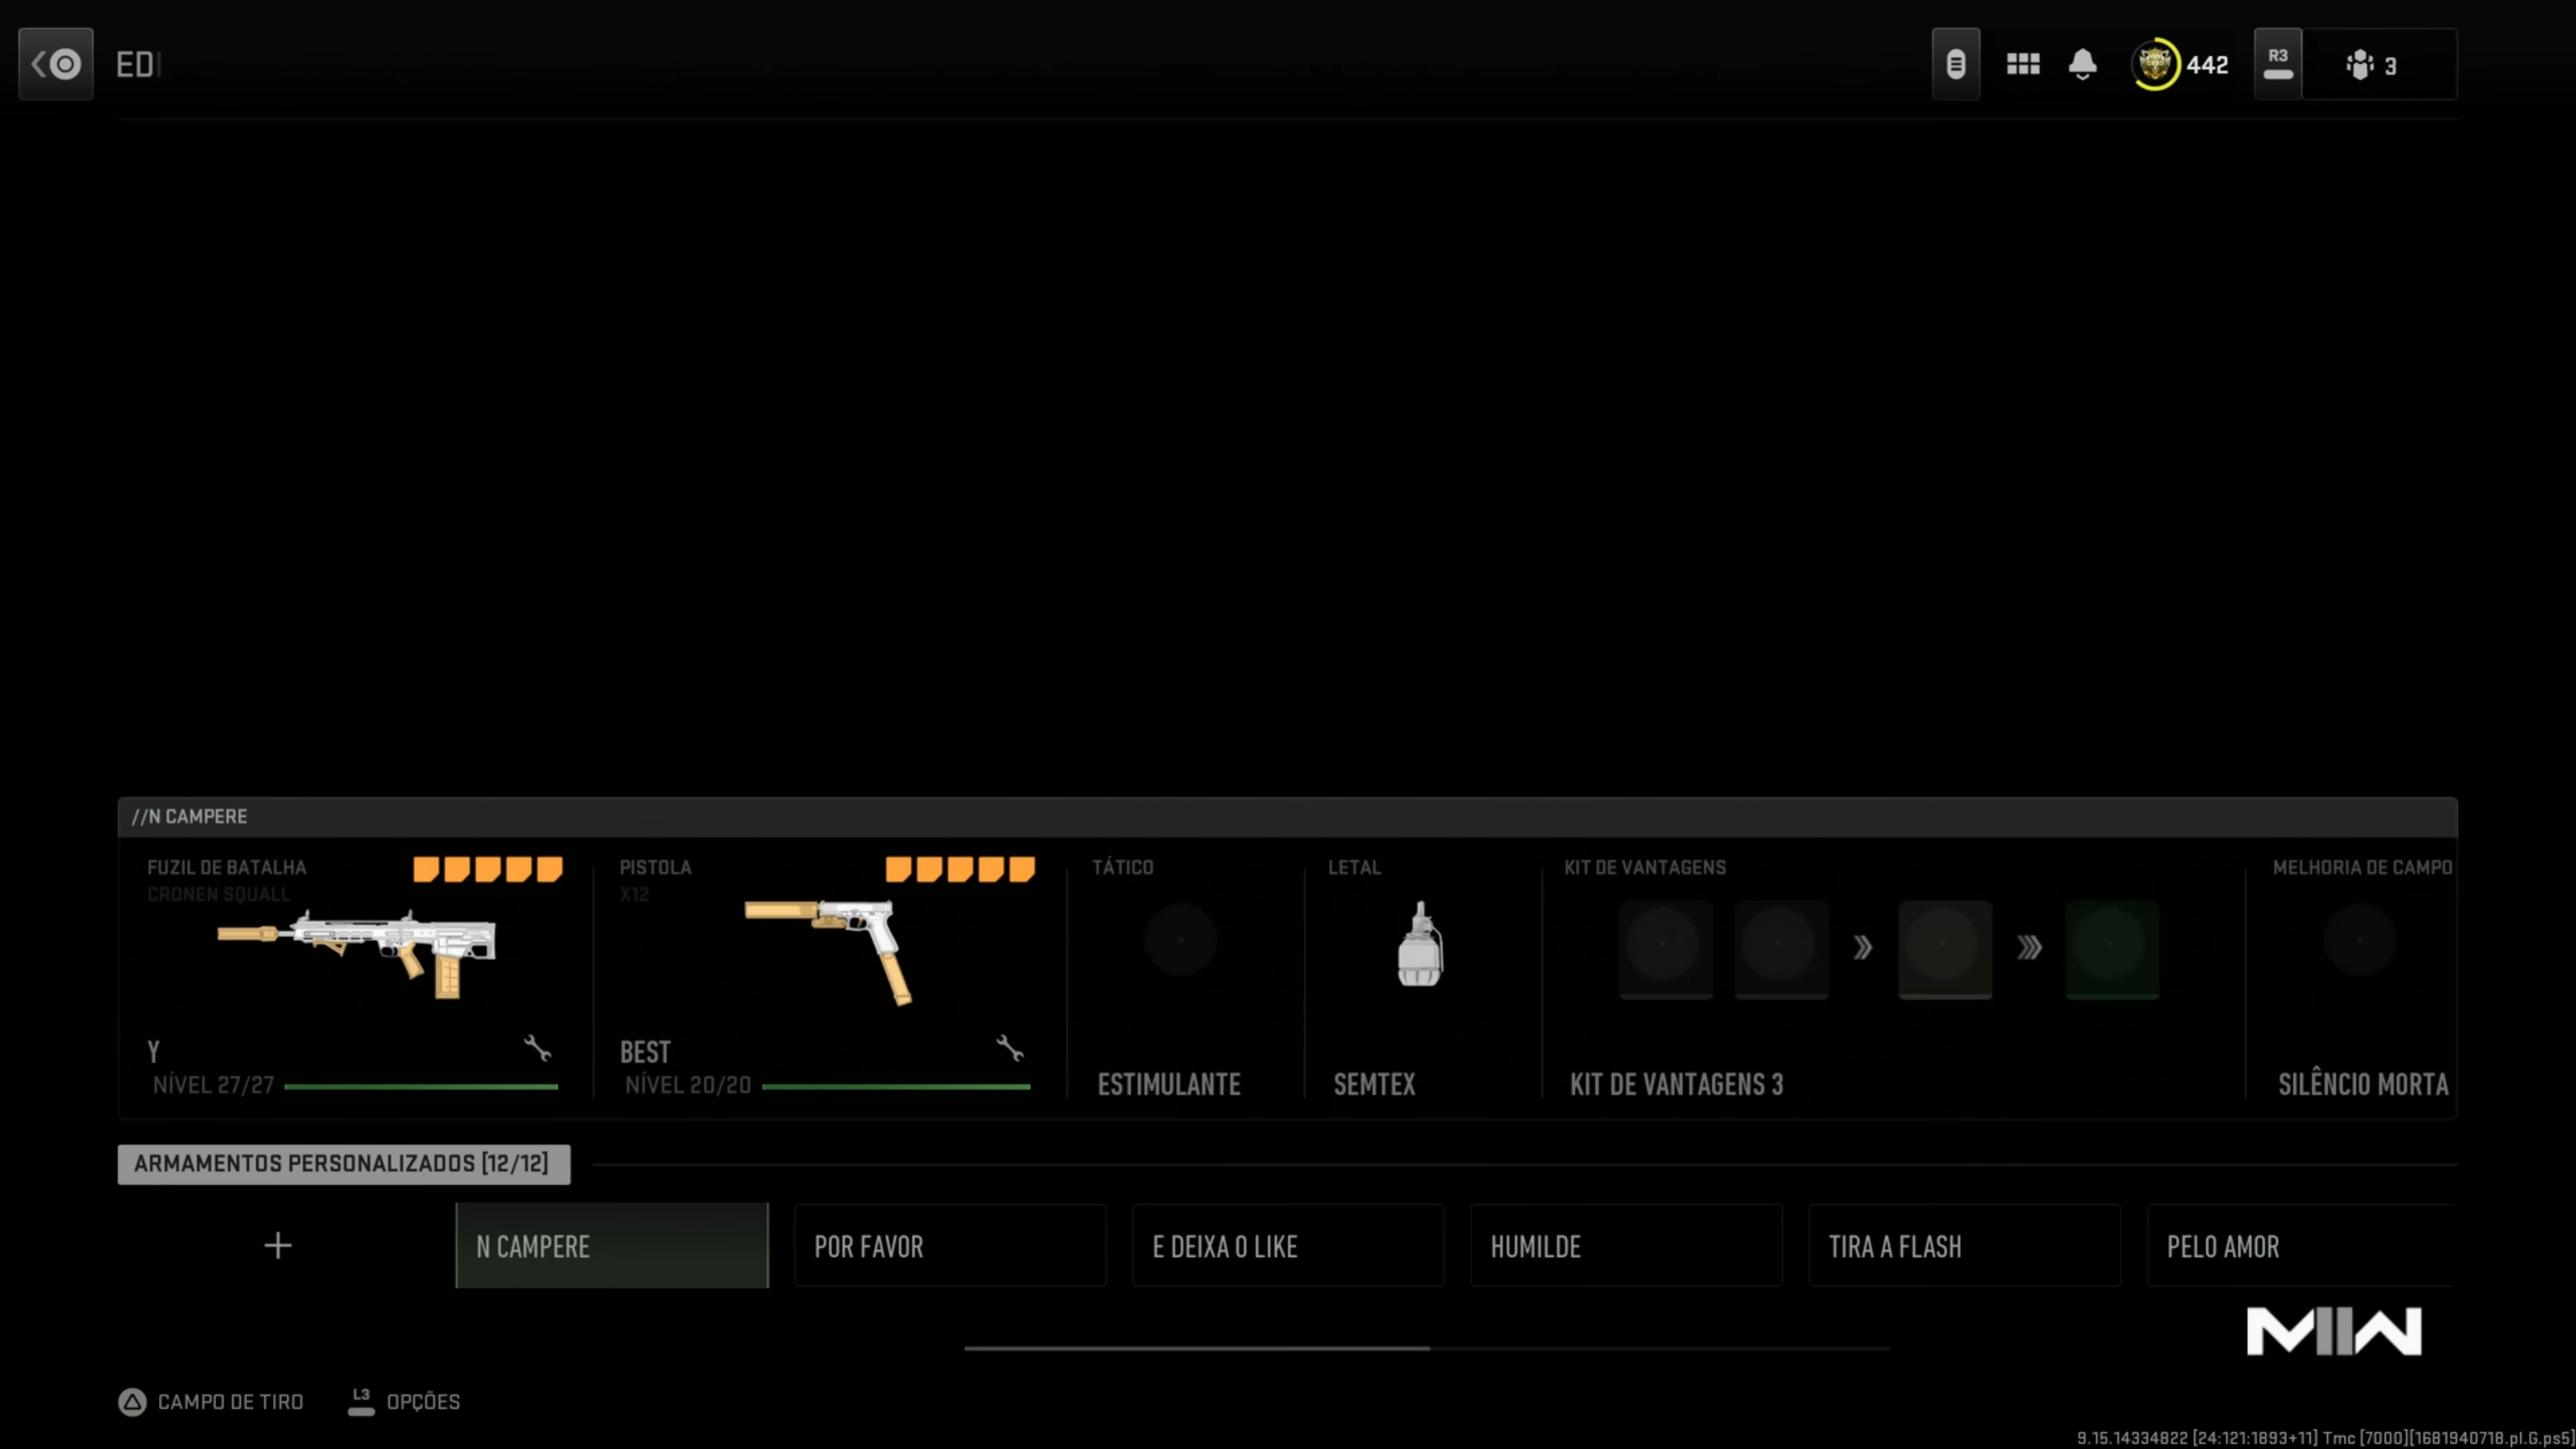 ED
442
R3
3
//N CAMPERE
FUZIL DE BATALHA
CRONEN SQUALL
Y
NÍVEL 27/27
PISTOLA
X12
BEST
NÍVEL 20/20
TÁTICO
ESTIMULANTE
LETAL
SEMTEX
KIT DE VANTAGENS
KIT DE VANTAGENS 3
MELHORIA DE CAMPO
SILÊNCIO MORTA
ARMAMENTOS PERSONALIZADOS [12/12]
+
N CAMPERE
POR FAVOR
E DEIXA O LIKE
HUMILDE
TIRA A FLASH
PELO AMOR
MIIW
CAMPO DE TIRO
L3
OPÇÕES
9.15.14334822 [24:121:1893+11] Tmc [7000][1681940718.pl.G.ps5]